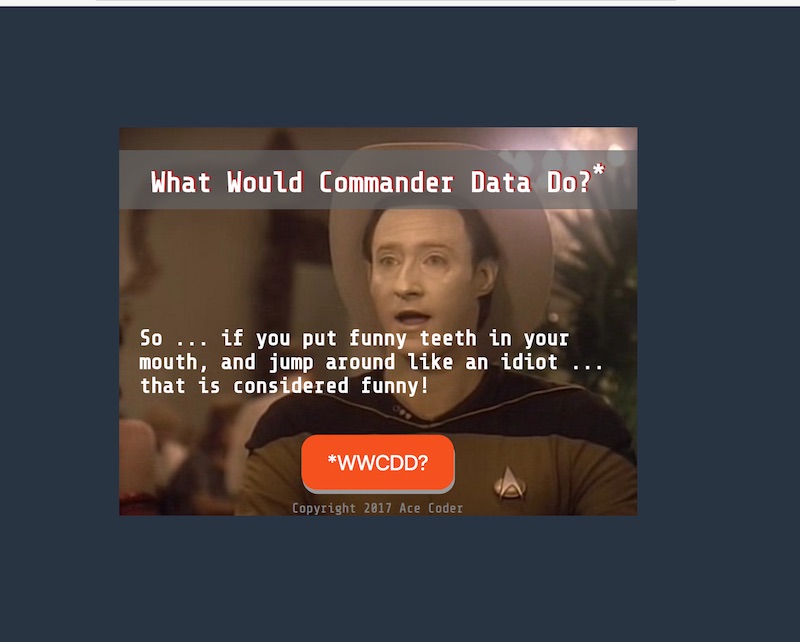 What Would Commander Data Do?*
So ... if you put funny teeth in your
mouth, and jump around like an idiot ...
that is considered funny!
*WWCDD?
Copyright 2017 Ace Coder